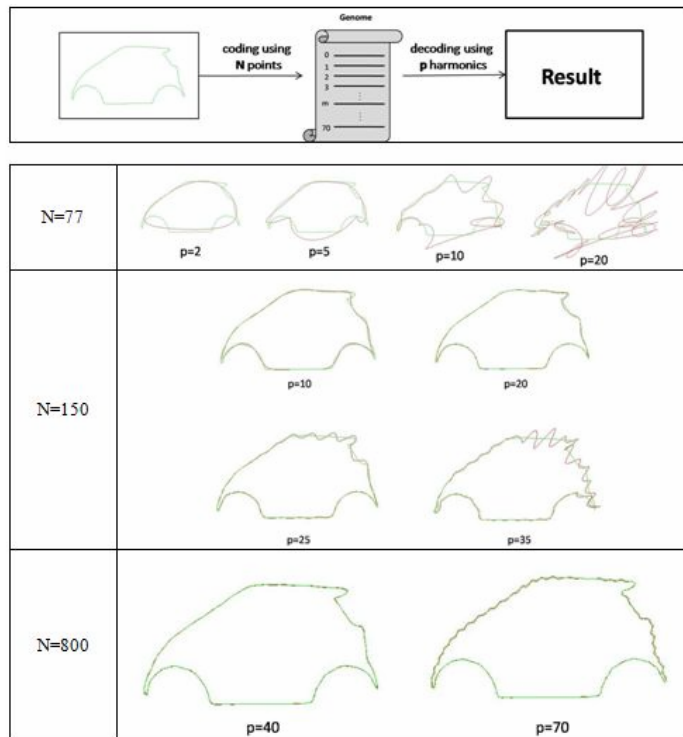 Genome
coding using
N points
0
1
2
3
m
70
decoding using
p harmonics
Result
N=77
p=2
p=5
p=10
p=20
N=150
p=10
p=20
p=25
p=35
N=800
p=40
p=70